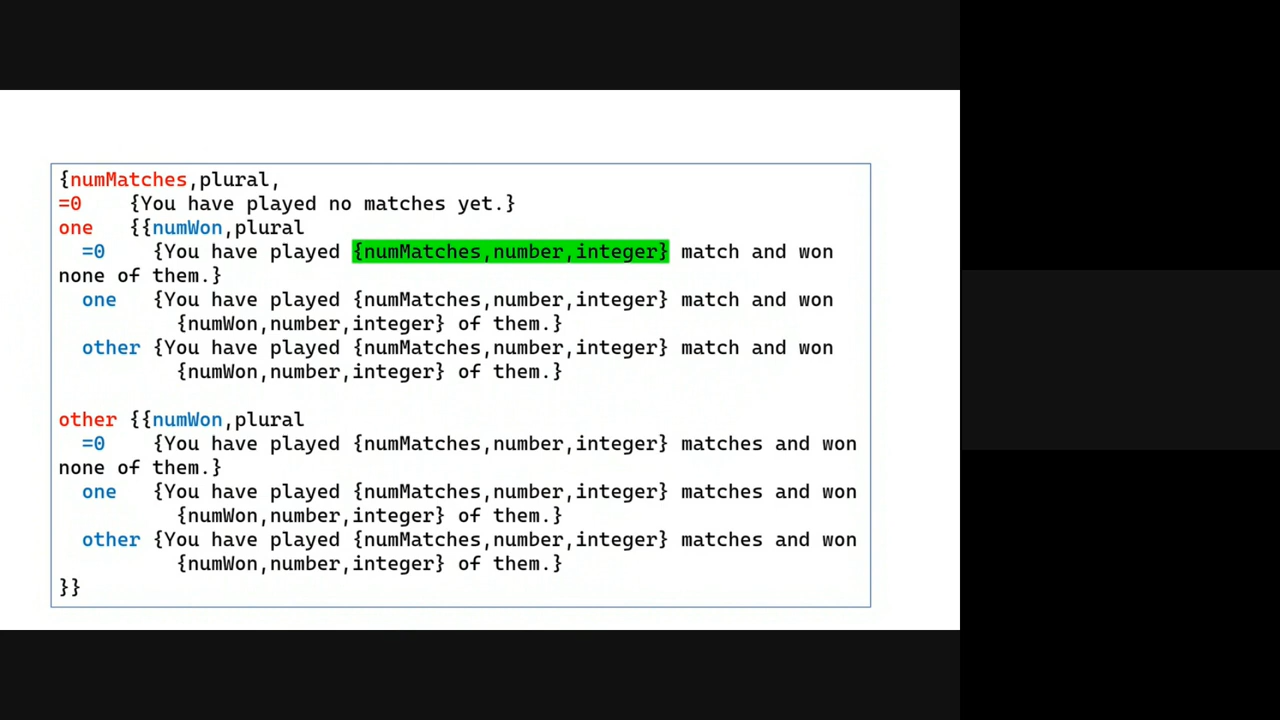 {numMatches,plural,
=0    {You have played no matches yet.}
one   {{numWon,plural
  =0    {You have played {numMatches,number,integer} match and won
none of them.}
  one   {You have played {numMatches,number,integer} match and won
          {numWon,number,integer} of them.}
  other {You have played {numMatches,number,integer} match and won
          {numWon,number,integer} of them.}
other {{numWon,plural
  =0    {You have played {numMatches,number,integer} matches and won
none of them.}
  one   {You have played {numMatches,number,integer} matches and won
          {numWon,number,integer} of them.}
  other {You have played {numMatches,number,integer} matches and won
          {numWon,number,integer} of them.}
}}